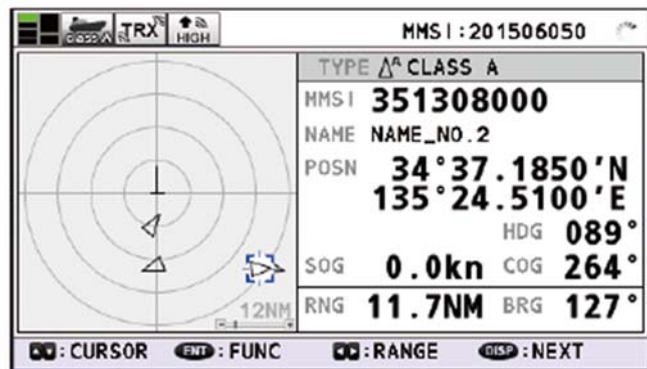 class A TRX HIGH MMSI:201506050
TYPE A CLASS A
MMSI 351308000
NAME NAME_NO.2
POSN 34°37.1850'N
135°24.5100'E
HDG 089°
SOG 0.0kn COG 264°
12NM RNG 11.7NM BRG 127°
:CURSOR ENT:FUNC :RANGE DISP:NEXT